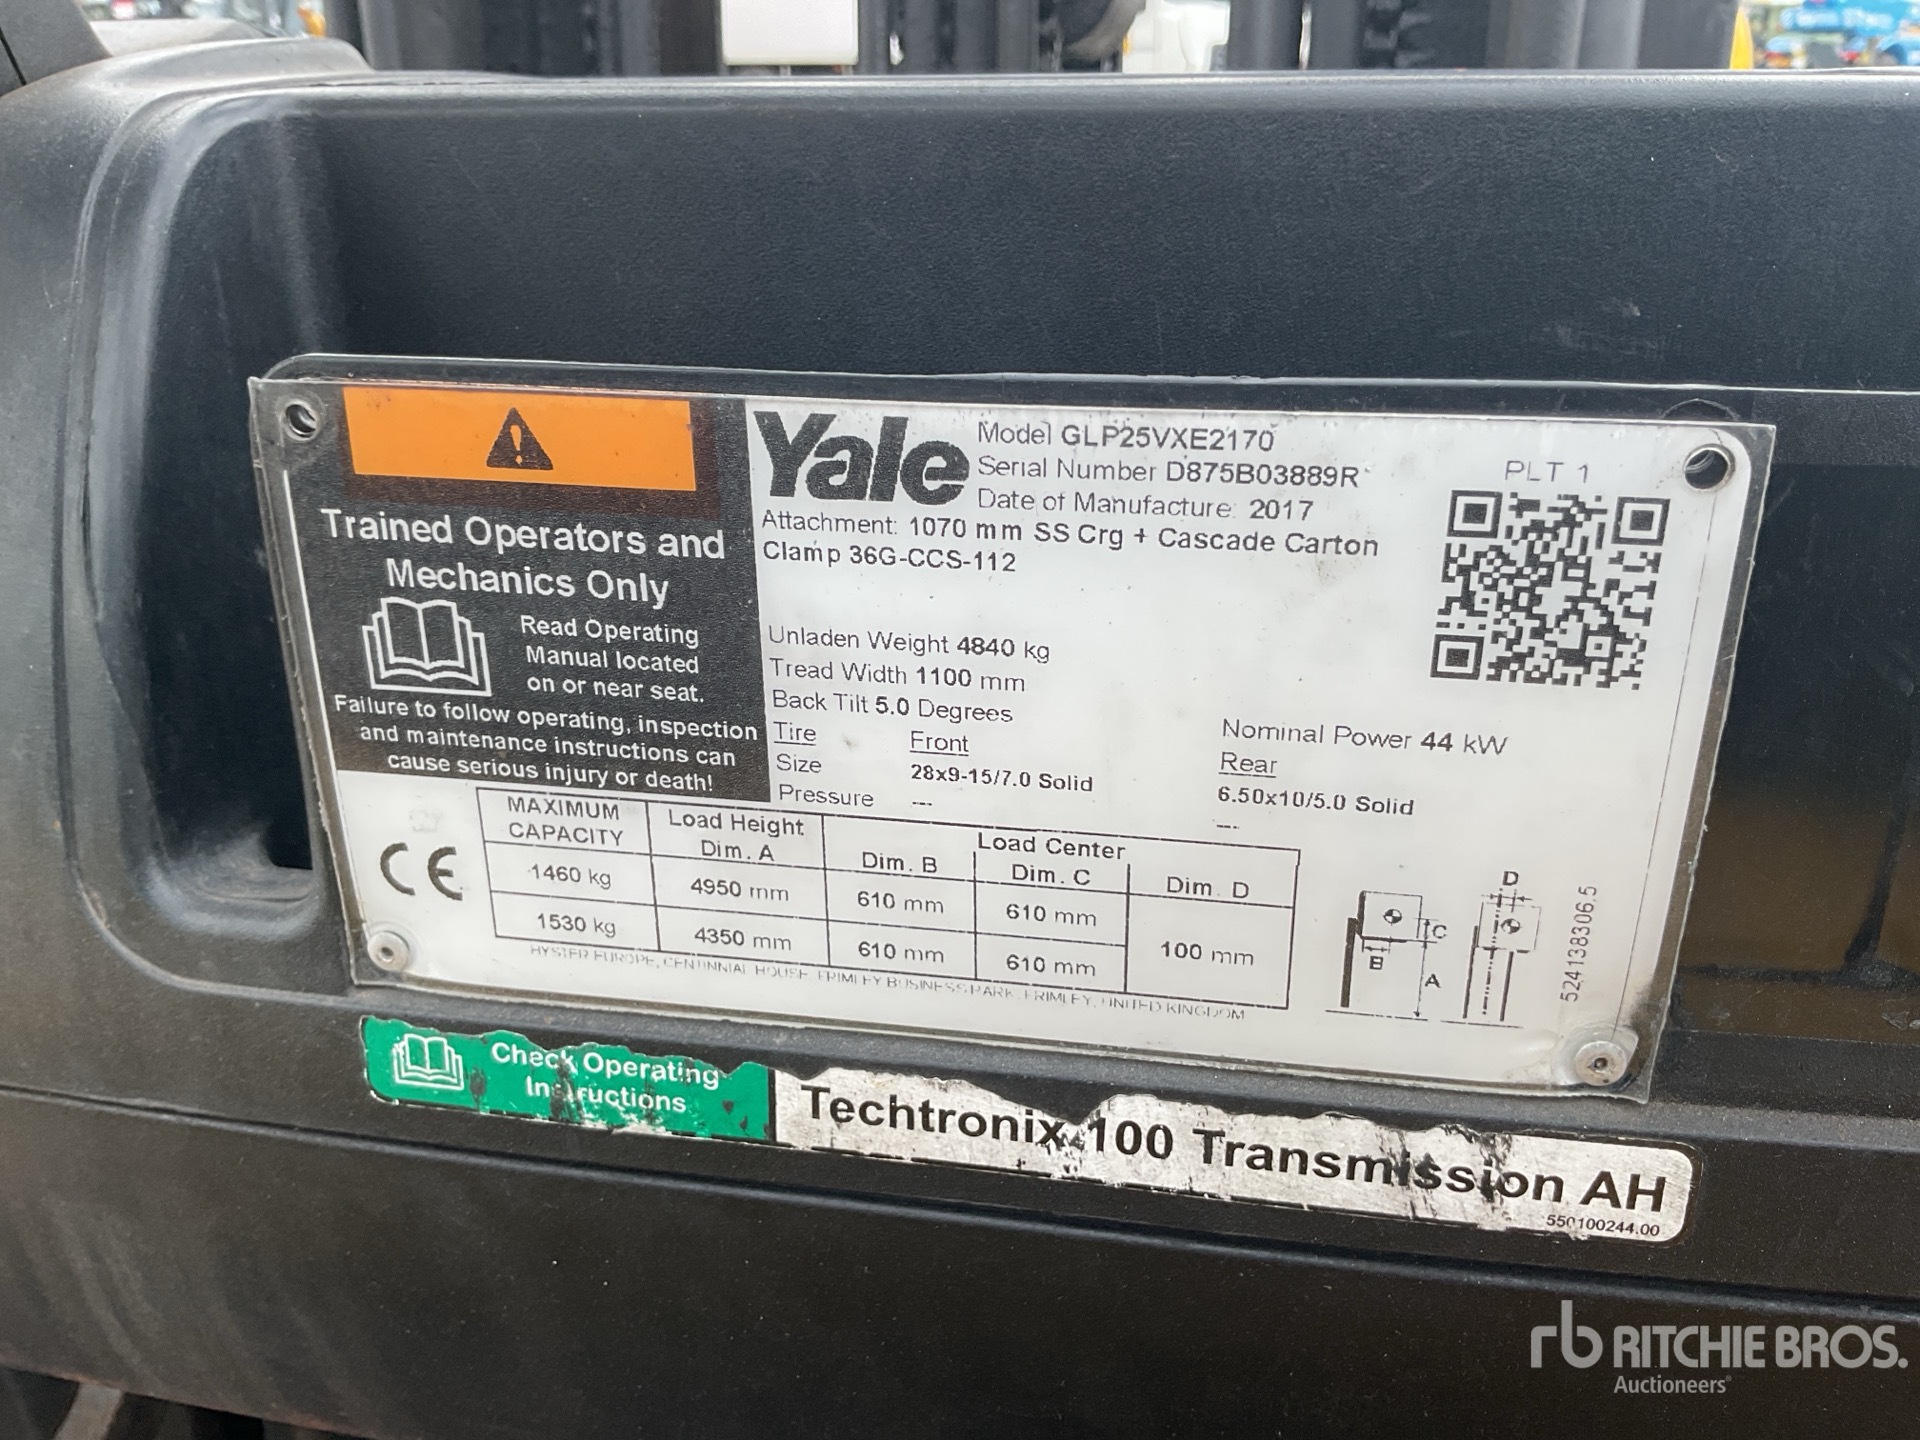 Trained Operators and
Mechanics Only
Read Operating
Manual located
on or near seat.
Failure to follow operating, inspection
and maintenance instructions can
cause serious injury or death!
Yale
Model GLP25VXE2170
Serial Number D875B03889R
Date of Manufacture: 2017
Attachment: 1070 mm SS Crg + Cascade Carton
Clamp 36G-CCS-112
PLT 1
Unladen Weight 4840 kg
Tread Width 1100 mm
Back Tilt 5.0 Degrees
Nominal Power 44 kW
Tire Front Rear
Size 28x9-15/7.0 Solid 6.50x10/5.0 Solid
Pressure --- ---
CE
MAXIMUM CAPACITY Load Height Dim. A Load Center
Dim. B Dim. C Dim. D
1460 kg 4950 mm 610 mm 610 mm 100 mm
1530 kg 4350 mm 610 mm 610 mm
HYSTER EUROPE, CENTINNIAL HOUSE FRIMLEY BUSINESS PARK, FRIMLEY, UNITED KINGDOM
B C A D
524138306.5
Check Operating
Instructions
Techtronix 100 Transmission AH
550100244.00
rb RITCHIE BROS.
Auctioneers